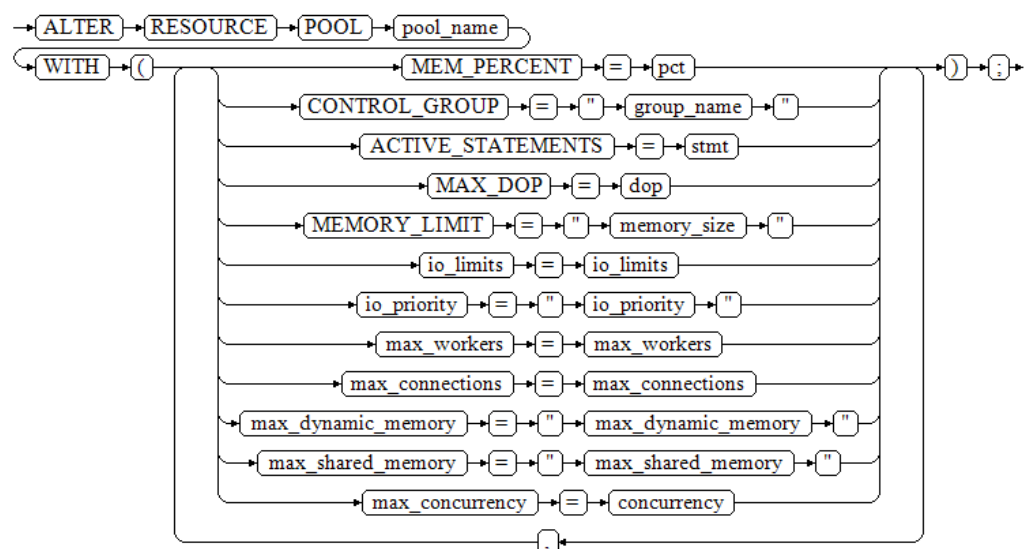 ALTER RESOURCE POOL pool_name
WITH ( MEM_PERCENT = pct ) ;
CONTROL_GROUP = " group_name "
ACTIVE_STATEMENTS = stmt
MAX_DOP = dop
MEMORY_LIMIT = " memory_size "
io_limits = io_limits
io_priority = " io_priority "
max_workers = max_workers
max_connections = max_connections
max_dynamic_memory = " max_dynamic_memory "
max_shared_memory = " max_shared_memory "
max_concurrency = concurrency
,